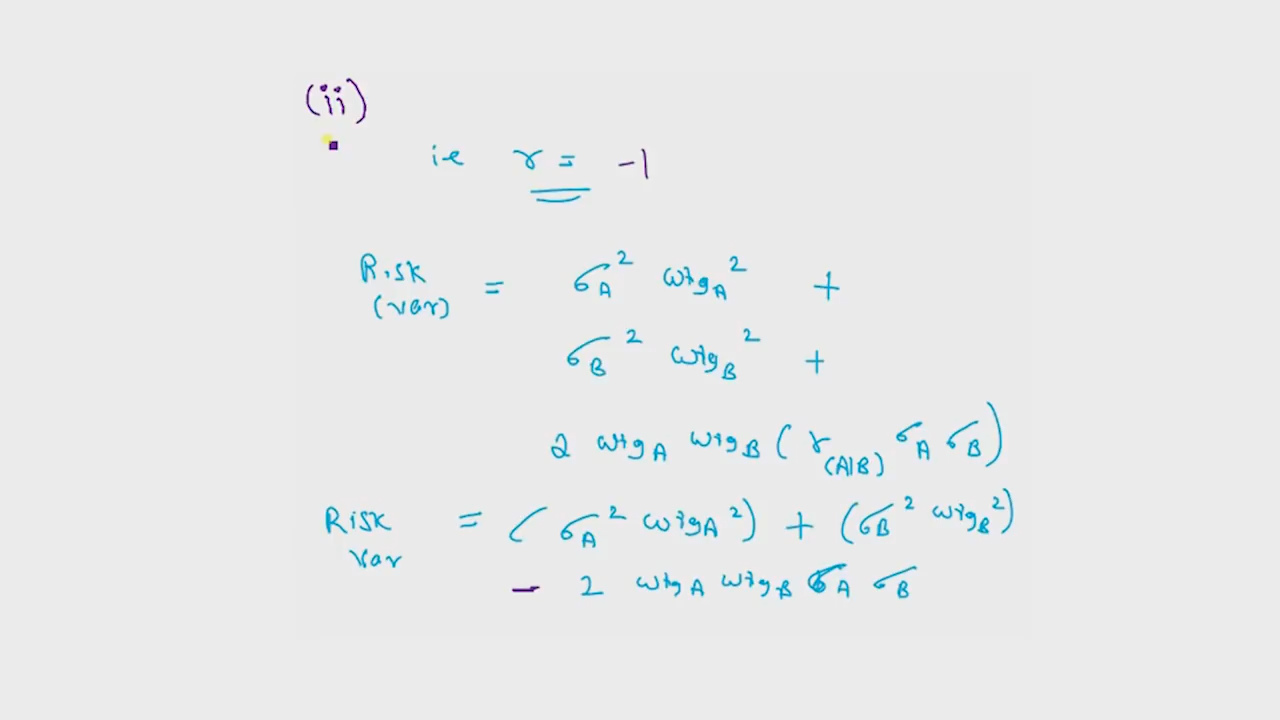 (ii)
ie r = -1
Risk (var) = σA² wtgA² +
σB² wtgB² +
2 wtgA wtgB (r(A|B) σA σB)
Risk var = (σA² wtgA²) + (σB² wtgB²)
- 2 wtgA wtgB σA σB